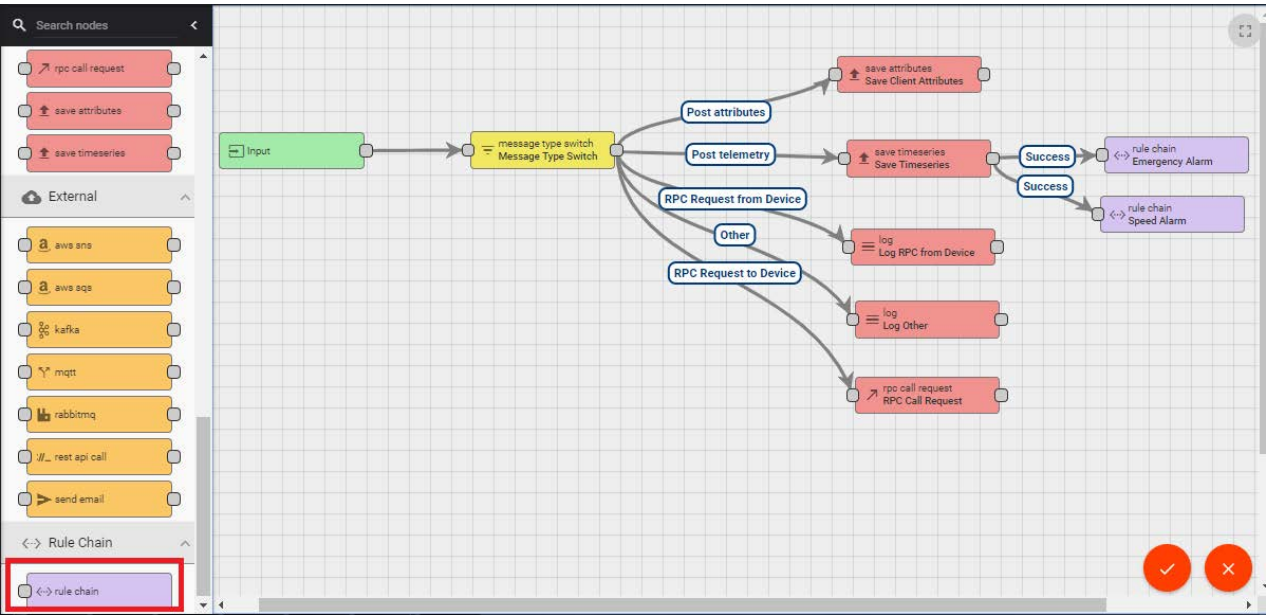 Search nodes
rpc call request
save attributes
save timeseries
External
a aws sns
a aws sqs
kafka
mqtt
rabbitmq
rest api call
send email
Rule Chain
rule chain
Input
message type switch
Message Type Switch
Post attributes
Post telemetry
RPC Request from Device
Other
RPC Request to Device
save attributes
Save Client Attributes
save timeseries
Save Timeseries
Success
Success
rule chain
Emergency Alarm
rule chain
Speed Alarm
log
Log RPC from Device
log
Log Other
rpc call request
RPC Call Request